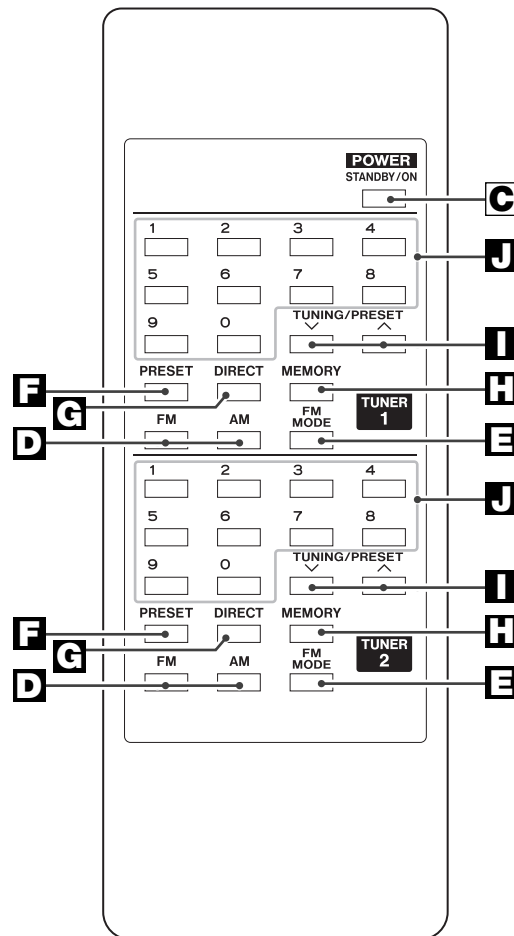 POWER
STANDBY/ON
C
1 2 3 4
J
5 6 7 8
9 0 TUNING/PRESET
I
PRESET DIRECT MEMORY
F
H
G
FM AM FM MODE
TUNER 1
D
E
1 2 3 4
J
5 6 7 8
9 0 TUNING/PRESET
I
PRESET DIRECT MEMORY
F
H
G
FM AM FM MODE
TUNER 2
D
E